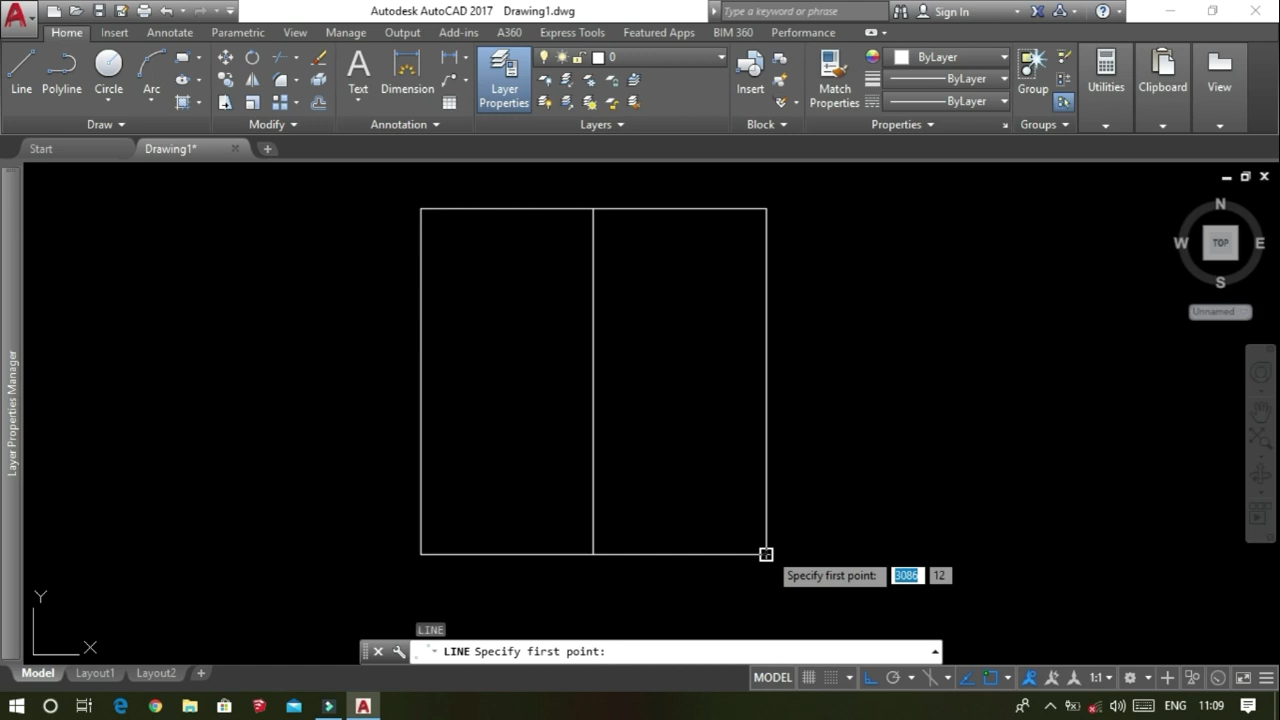 Autodesk AutoCAD 2017 Drawing1.dwg
Type a keyword or phrase
Sign In
Home Insert Annotate Parametric View Manage Output Add-ins A360 Express Tools Featured Apps BIM 360 Performance
Line Polyline Circle Arc
Text Dimension
Layer Properties
0
Insert
Match Properties
ByLayer
ByLayer
ByLayer
Group
Utilities
Clipboard
View
Draw Modify Annotation Layers Block Properties Groups
Start Drawing1*
Layer Properties Manager
N
W TOP E
S
Unnamed
Specify first point: 3086 12
Y
X
LINE
LINE Specify first point:
Model Layout1 Layout2
MODEL
1:1
ENG 11:09